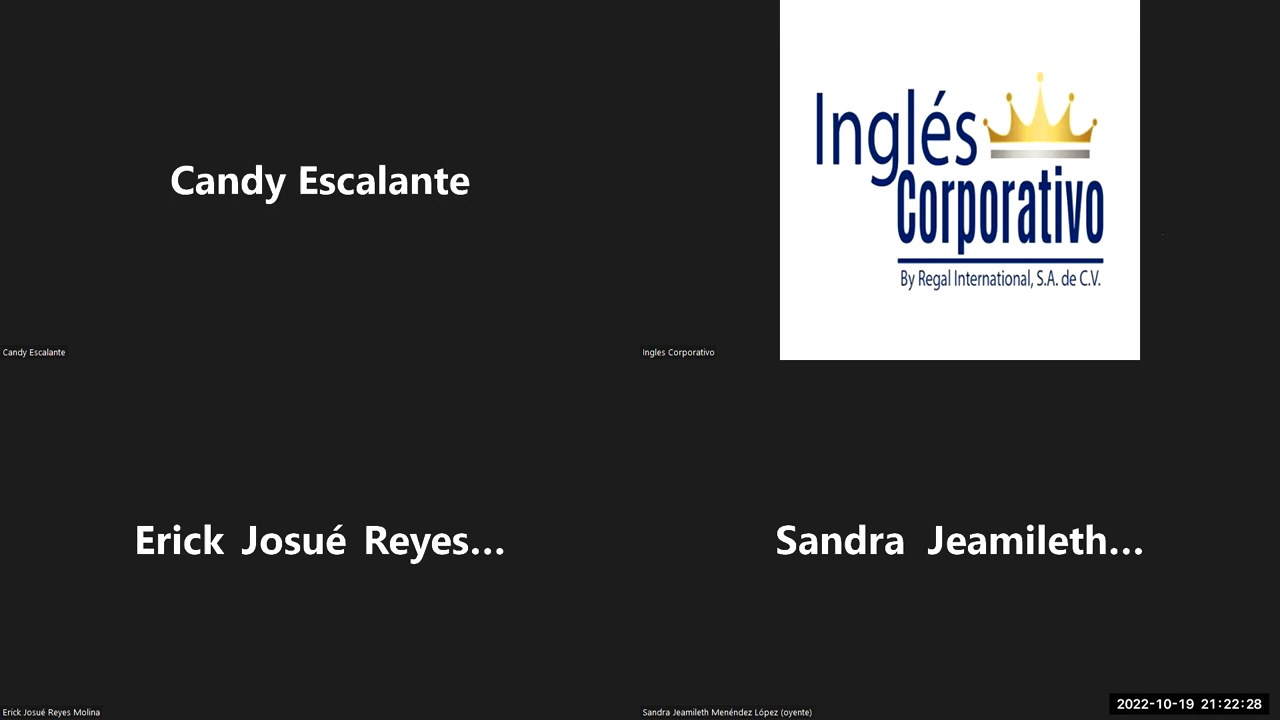 Candy Escalante
Candy Escalante
Inglés
Corporativo
By Regal International, S.A. de C.V.
Ingles Corporativo
Erick Josué Reyes...
Erick Josué Reyes Molina
Sandra Jeamileth...
Sandra Jeamileth Menéndez López (oyente)
2022-10-19 21:22:28